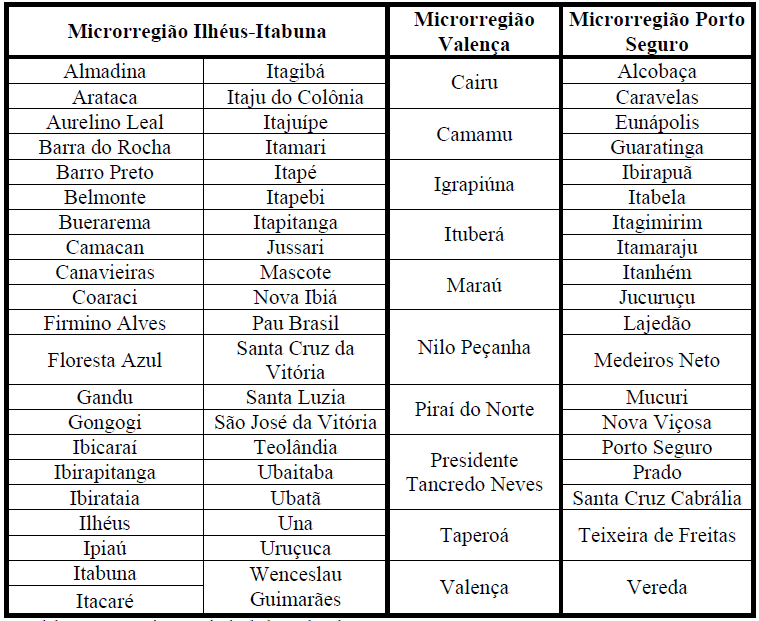 Microrregião Ilhéus-Itabuna
Microrregião
Valença
Microrregião Porto
Seguro
Almadina
Itagibá
Cairu
Alcobaça
Arataca
Itaju do Colônia
Caravelas
Aurelino Leal
Itajuípe
Camamu
Eunápolis
Barra do Rocha
Itamari
Guaratinga
Barro Preto
Itapé
Igrapiúna
Ibirapuã
Belmonte
Itapebi
Itabela
Buerarema
Itapitanga
Ituberá
Itagimirim
Camacan
Jussari
Itamaraju
Canavieiras
Mascote
Maraú
Itanhém
Coaraci
Nova Ibiá
Jucuruçu
Firmino Alves
Pau Brasil
Nilo Peçanha
Lajedão
Floresta Azul
Santa Cruz da
Vitória
Medeiros Neto
Gandu
Santa Luzia
Piraí do Norte
Mucuri
Gongogi
São José da Vitória
Nova Viçosa
Ibicaraí
Teolândia
Presidente
Tancredo Neves
Porto Seguro
Ibirapitanga
Ubaitaba
Prado
Ibirataia
Ubatã
Santa Cruz Cabrália
Ilhéus
Una
Taperoá
Teixeira de Freitas
Ipiaú
Uruçuca
Itabuna
Wenceslau
Guimarães
Valença
Vereda
Itacaré